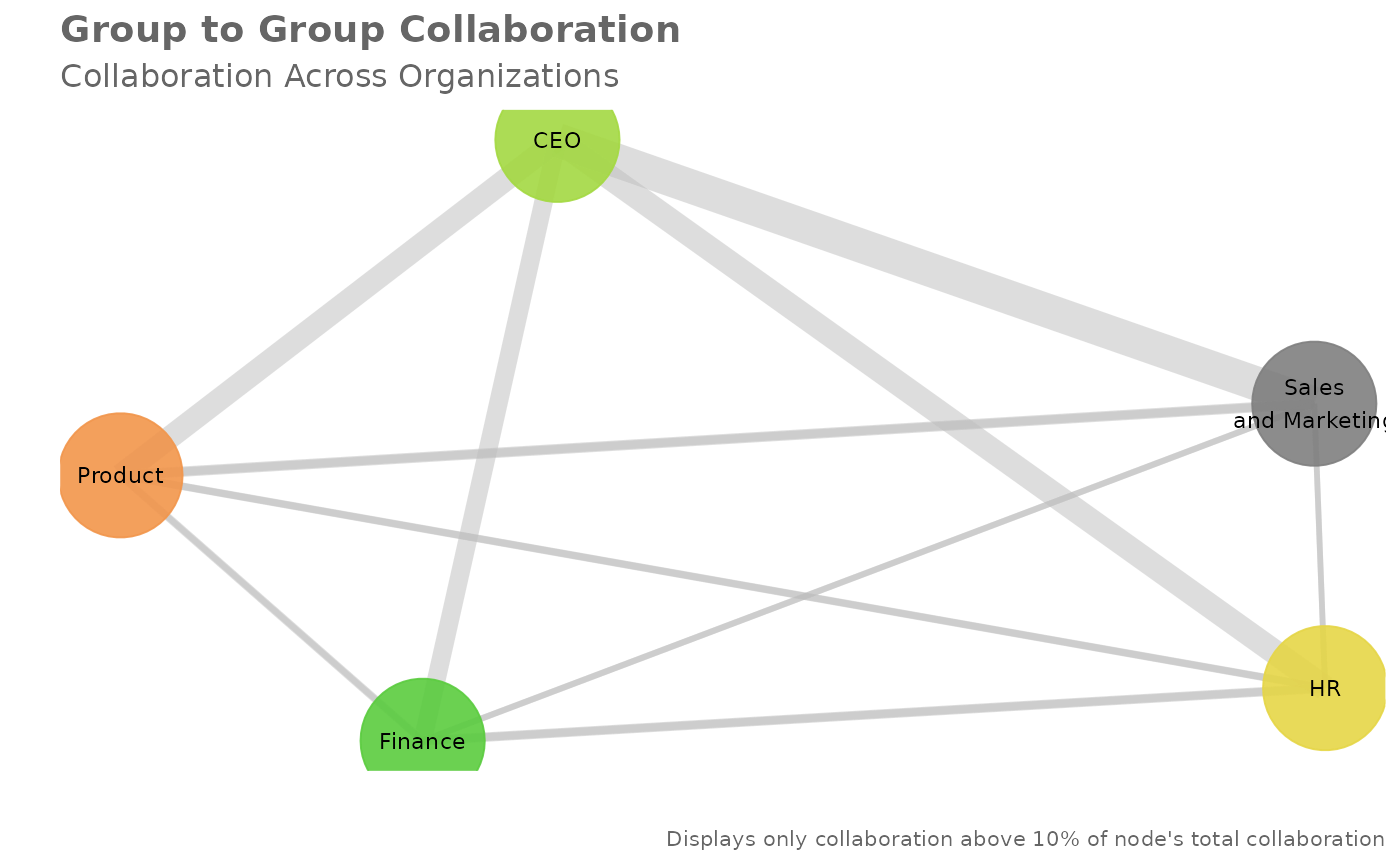 Group to Group Collaboration
Collaboration Across Organizations
CEO
Sales
and Marketing
Product
HR
Finance
Displays only collaboration above 10% of node's total collaboration